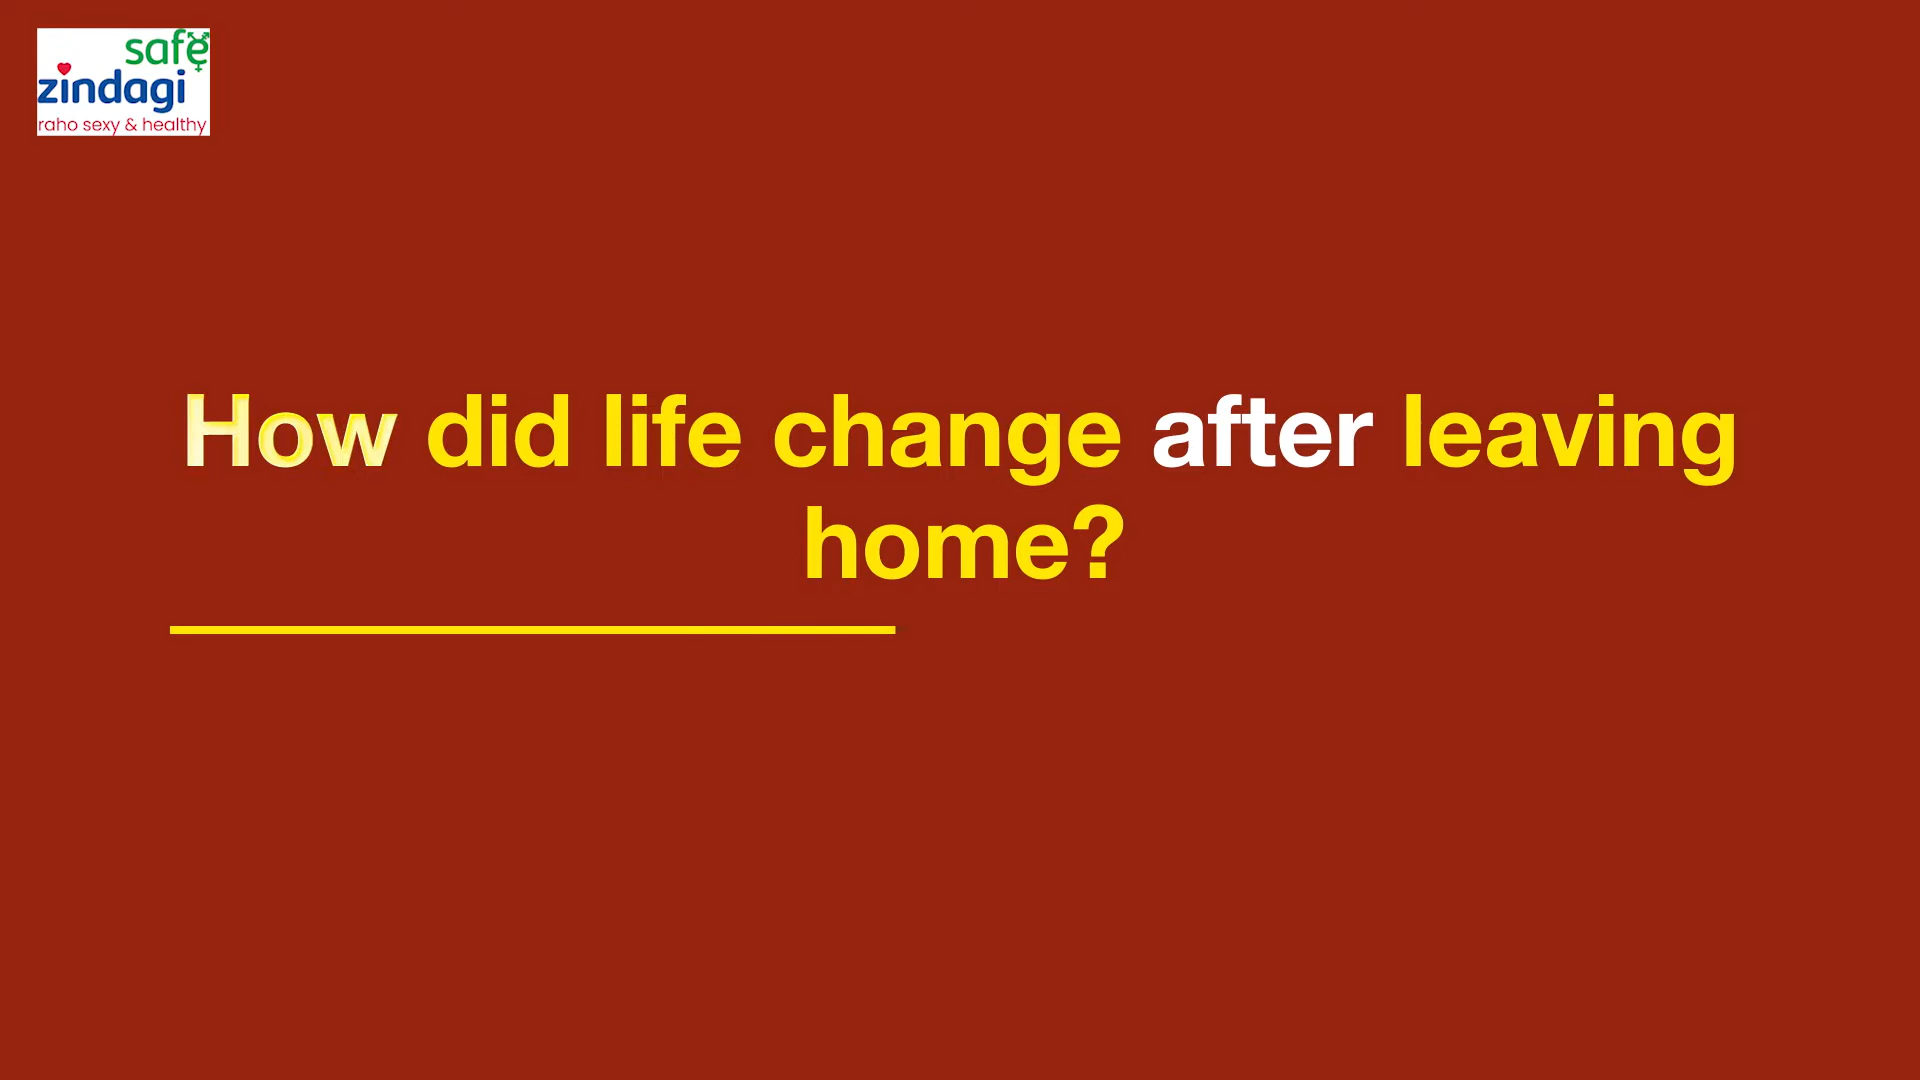 safe
zindagi
raho sexy & healthy
How did life change after leaving
home?